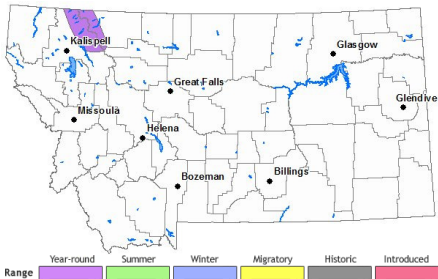 Kalispell
Glasgow
Great Falls
Glendive
Missoula
Helena
Billings
Bozeman
Year-round Summer Winter Migratory Historic Introduced
Range